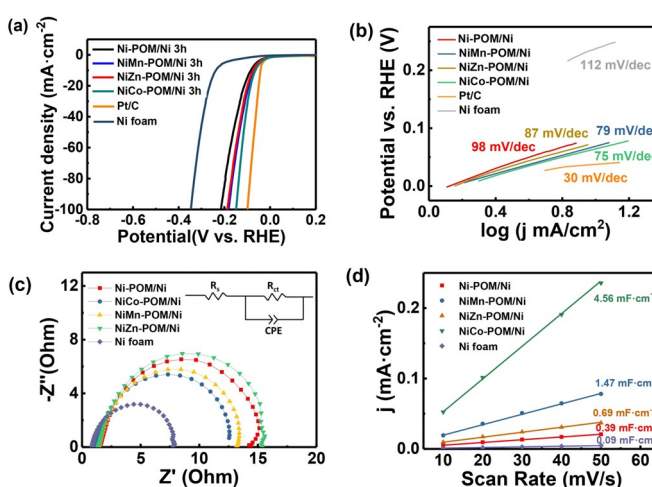 (a)
Current density (mA·cm⁻²)
0
-20
-40
-60
-80
-100
Ni-POM/Ni 3h
NiMn-POM/Ni 3h
NiZn-POM/Ni 3h
NiCo-POM/Ni 3h
Pt/C
Ni foam
-0.8 -0.6 -0.4 -0.2 0.0 0.2
Potential(V vs. RHE)
(b)
Potential vs. RHE (V)
0.2
0.1
0.0
Ni-POM/Ni
NiMn-POM/Ni
NiZn-POM/Ni
NiCo-POM/Ni
Pt/C
Ni foam
112 mV/dec
87 mV/dec
79 mV/dec
98 mV/dec
75 mV/dec
30 mV/dec
0.0 0.4 0.8 1.2 1.6
log (j mA/cm²)
(c)
-Z''(Ohm)
12
8
4
0
Ni-POM/Ni
NiCo-POM/Ni
NiMn-POM/Ni
NiZn-POM/Ni
Ni foam
Rs
Rct
CPE
0 5 10 15 20
Z' (Ohm)
(d)
j (mA·cm⁻²)
0.2
0.1
0.0
Ni-POM/Ni
NiMn-POM/Ni
NiZn-POM/Ni
NiCo-POM/Ni
Ni foam
4.56 mF·cm⁻²
1.47 mF·cm⁻²
0.69 mF·cm⁻²
0.39 mF·cm⁻²
0.09 mF·cm⁻²
10 20 30 40 50 60
Scan Rate (mV/s)